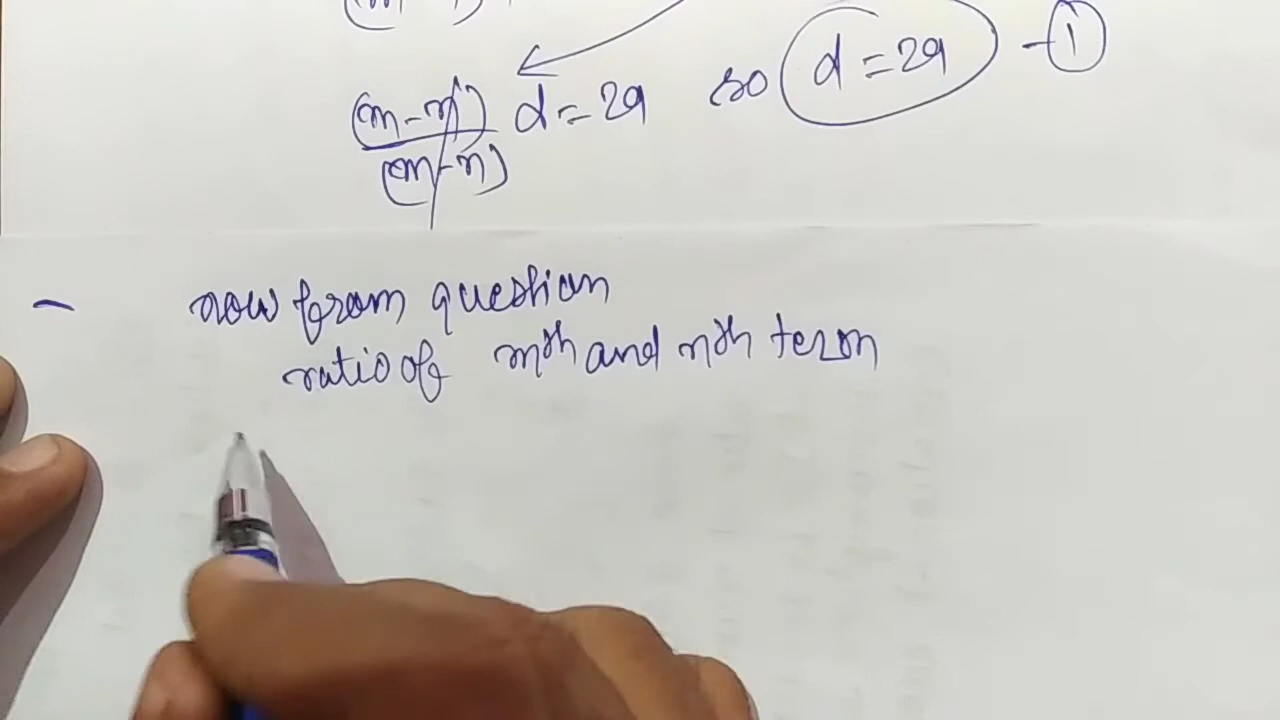 (m-n) d = 2a so d = 2a - 1
(m-n)
- now from question
ratio of mth and nth term